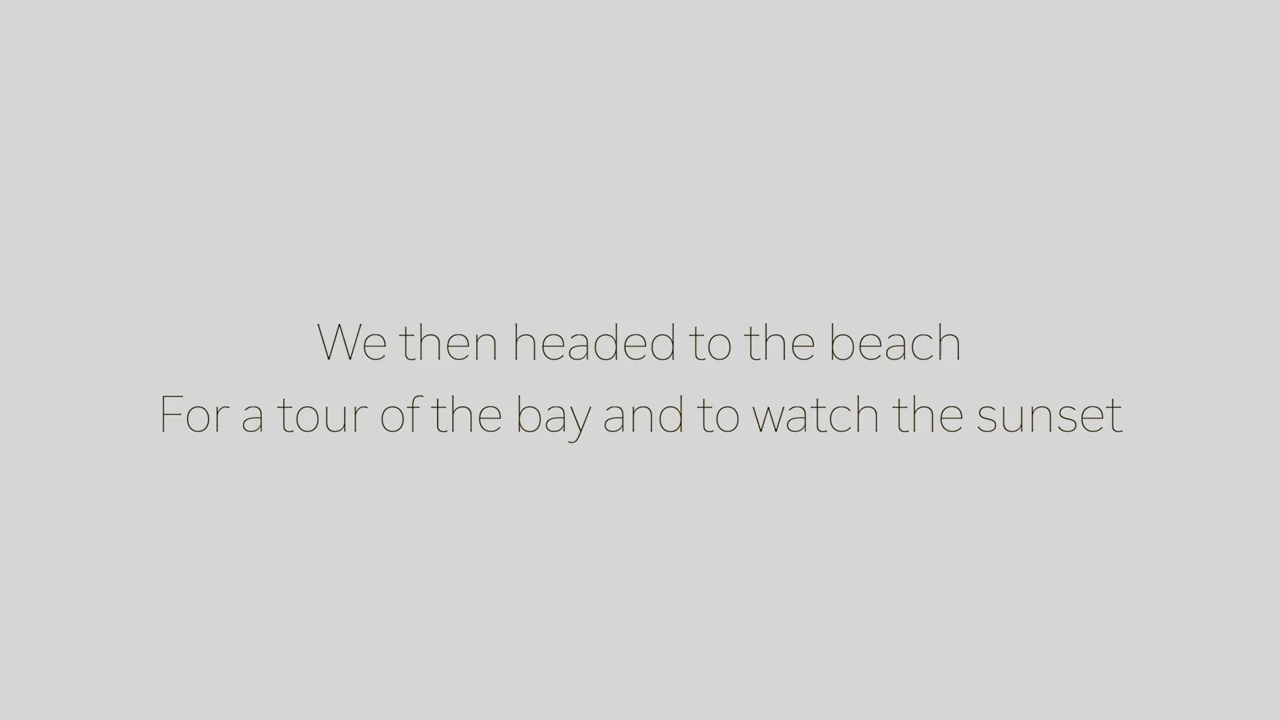 We then headed to the beach
For a tour of the bay and to watch the sunset